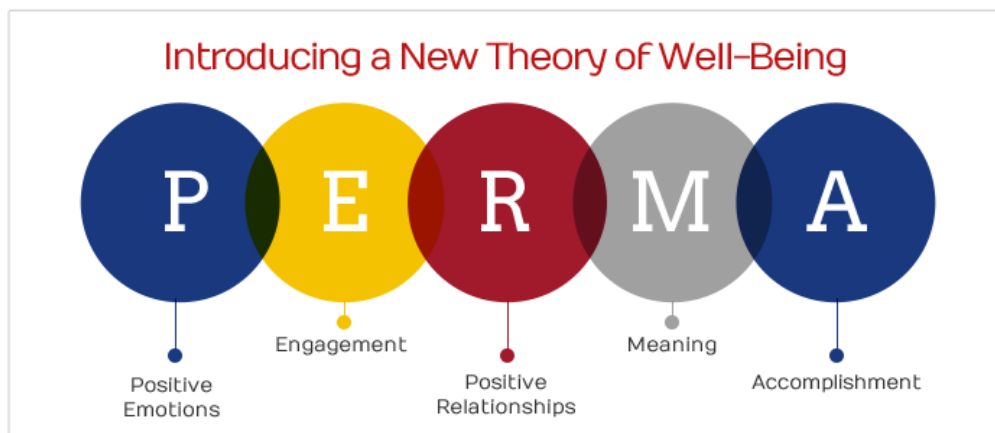 Introducing a New Theory of Well-Being
P E R M A
Engagement
Meaning
Positive
Emotions
Positive
Relationships
Accomplishment